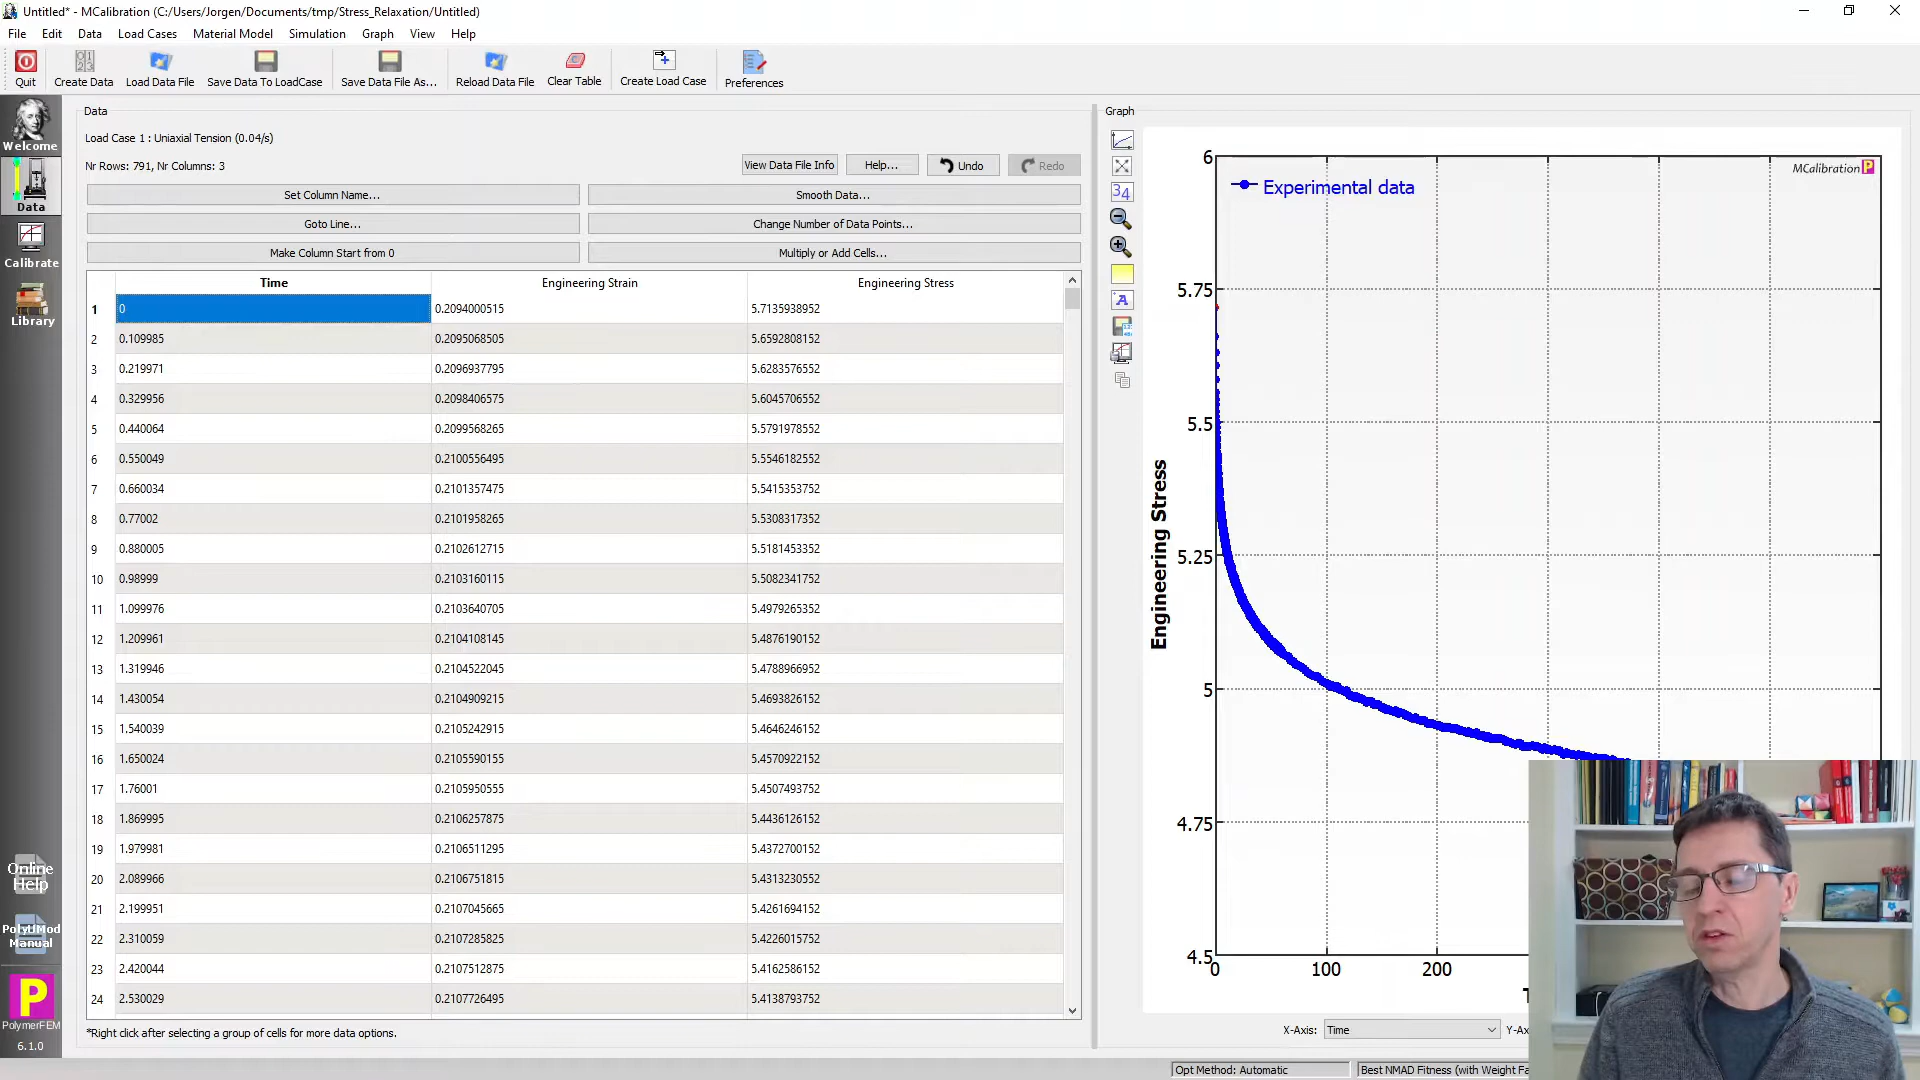 Untitled* - MCalibration (C:/Users/Jorgen/Documents/tmp/Stress_Relaxation/Untitled)
File Edit Data Load Cases Material Model Simulation Graph View Help
Quit Create Data Load Data File Save Data To LoadCase Save Data File As... Reload Data File Clear Table Create Load Case Preferences
Welcome
Data
Calibrate
Library
Online
Help
PolyUMod
Manual
PolymerFEM
6.1.0
Data
Load Case 1 : Uniaxial Tension (0.04/s)
Nr Rows: 791, Nr Columns: 3
View Data File Info Help... Undo Redo
Set Column Name... Smooth Data...
Goto Line... Change Number of Data Points...
Make Column Start from 0 Multiply or Add Cells...
Time Engineering Strain Engineering Stress
1 0 0.2094000515 5.7135938952
2 0.109985 0.2095068505 5.6592808152
3 0.219971 0.2096937795 5.6283576552
4 0.329956 0.2098406575 5.6045706552
5 0.440064 0.2099568265 5.5791978552
6 0.550049 0.2100556495 5.5546182552
7 0.660034 0.2101357475 5.5415353752
8 0.77002 0.2101958265 5.5308317352
9 0.880005 0.2102612715 5.5181453352
10 0.98999 0.2103160115 5.5082341752
11 1.099976 0.2103640705 5.4979265352
12 1.209961 0.2104108145 5.4876190152
13 1.319946 0.2104522045 5.4788966952
14 1.430054 0.2104909215 5.4693826152
15 1.540039 0.2105242915 5.4646246152
16 1.650024 0.2105590155 5.4570922152
17 1.76001 0.2105950555 5.4507493752
18 1.869995 0.2106257875 5.4436126152
19 1.979981 0.2106511295 5.4372700152
20 2.089966 0.2106751815 5.4313230552
21 2.199951 0.2107045665 5.4261694152
22 2.310059 0.2107285825 5.4226015752
23 2.420044 0.2107512875 5.4162586152
24 2.530029 0.2107726495 5.4138793752
*Right click after selecting a group of cells for more data options.
Graph
Experimental data
MCalibration
Engineering Stress
6
5.75
5.5
5.25
5
4.75
4.5
0 100 200
X-Axis: Time
Opt Method: Automatic Best NMAD Fitness (with Weight